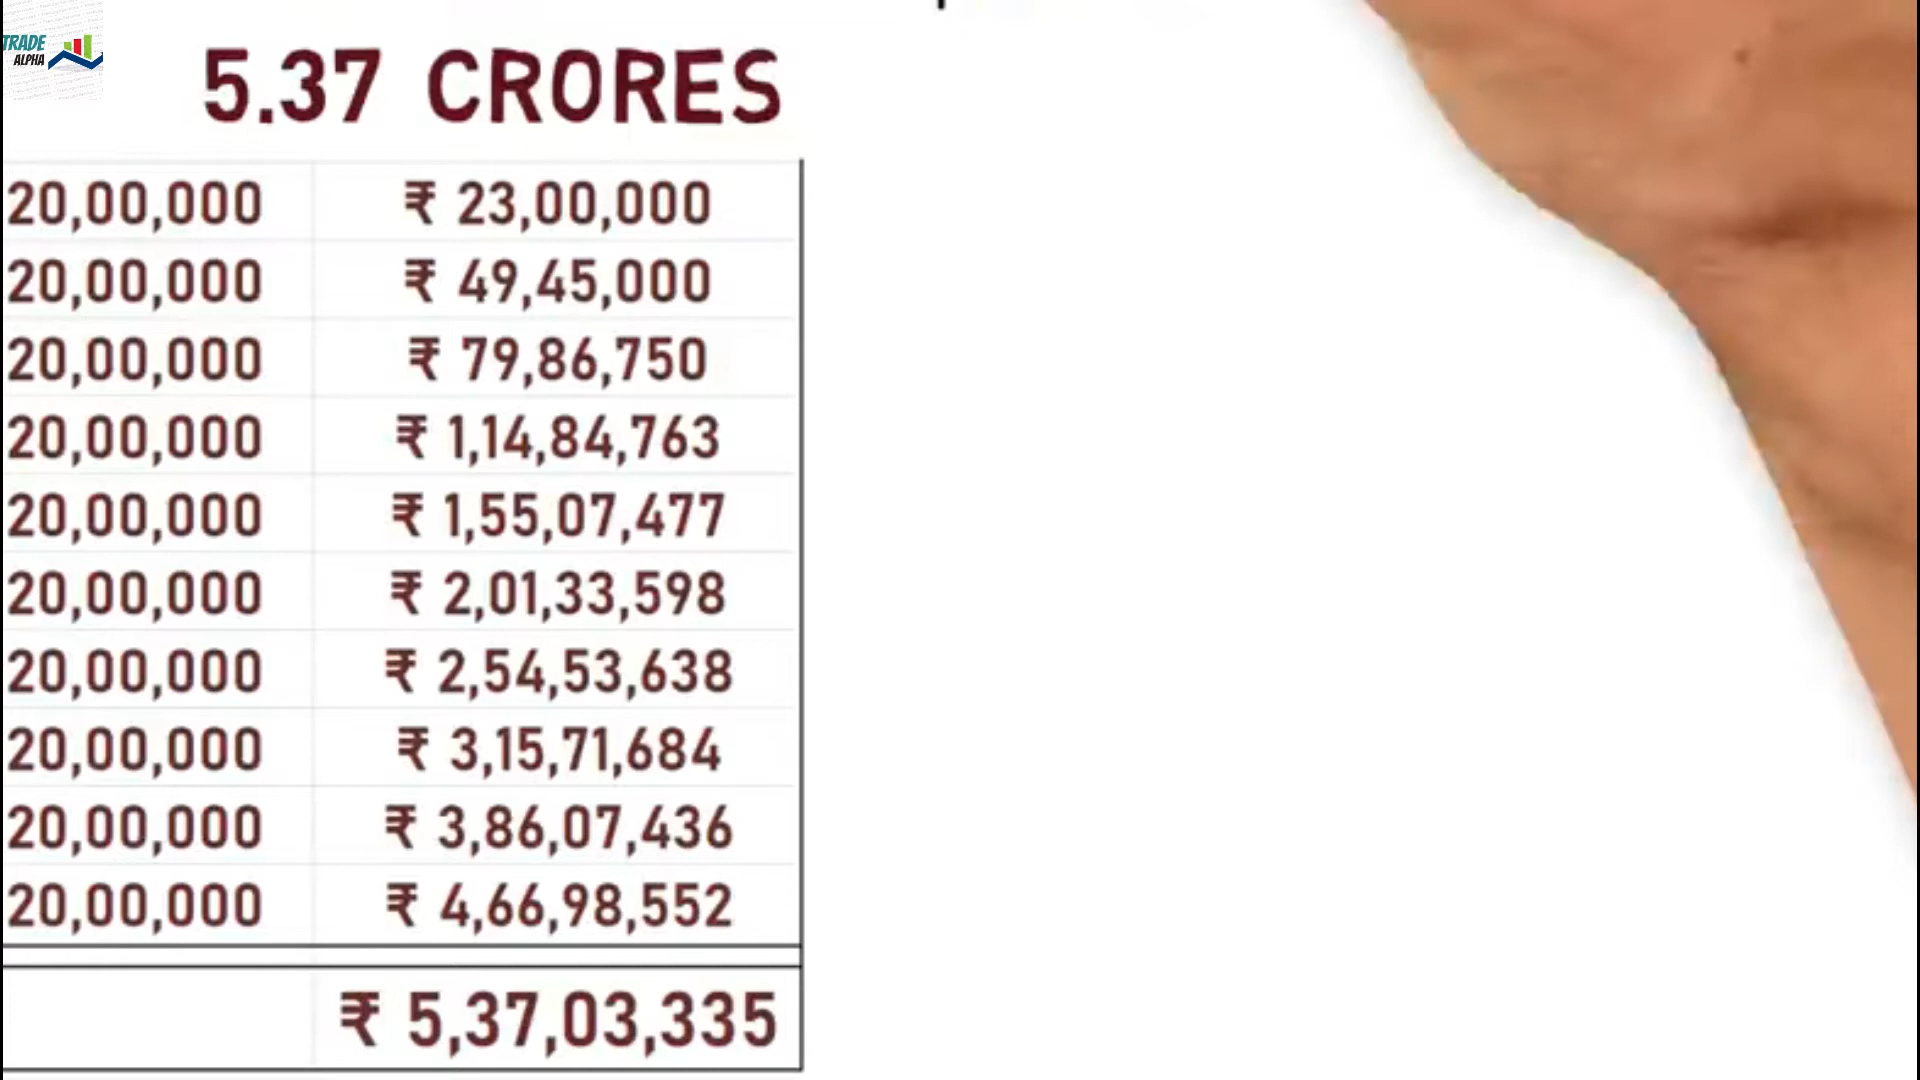 TRADE
ALPHA
5.37 CRORES
20,00,000 ₹ 23,00,000
20,00,000 ₹ 49,45,000
20,00,000 ₹ 79,86,750
20,00,000 ₹ 1,14,84,763
20,00,000 ₹ 1,55,07,477
20,00,000 ₹ 2,01,33,598
20,00,000 ₹ 2,54,53,638
20,00,000 ₹ 3,15,71,684
20,00,000 ₹ 3,86,07,436
20,00,000 ₹ 4,66,98,552
₹ 5,37,03,335